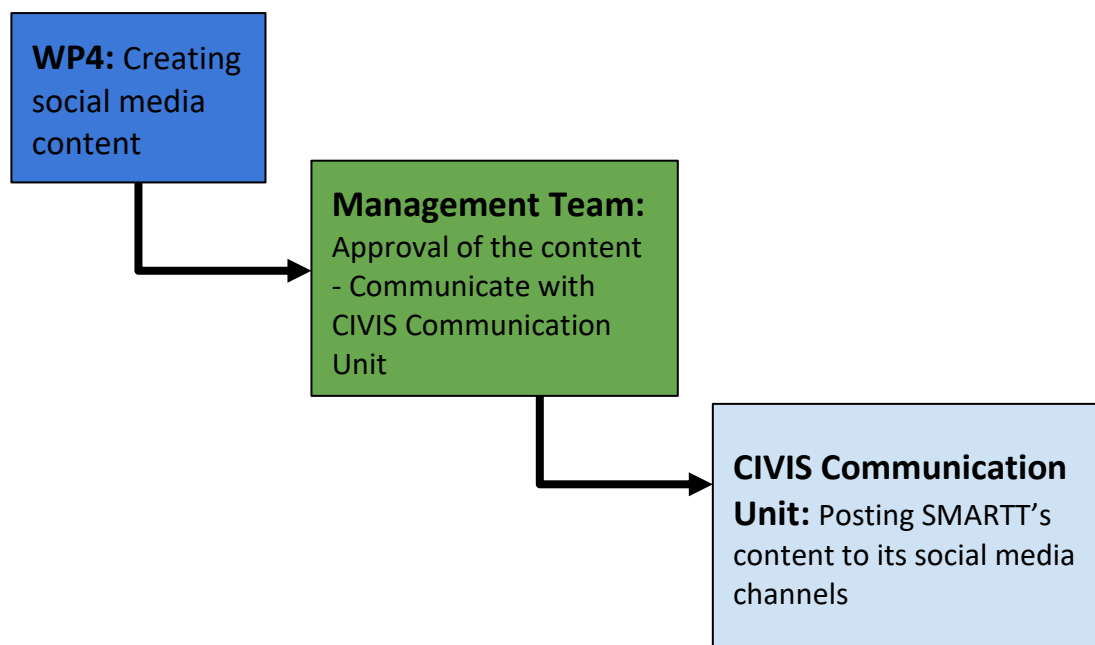 WP4: Creating
social media
content
Management Team:
Approval of the content
- Communicate with
CIVIS Communication
Unit
CIVIS Communication
Unit: Posting SMARTT’s
content to its social media
channels